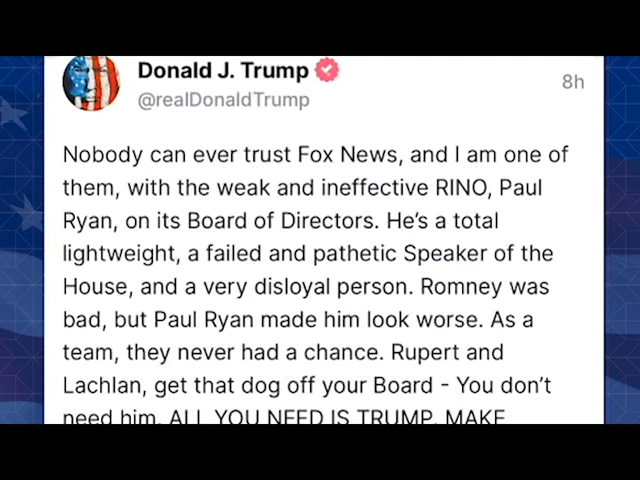 Donald J. Trump
8h
@realDonaldTrump
Nobody can ever trust Fox News, and I am one of
them, with the weak and ineffective RINO, Paul
Ryan, on its Board of Directors. He's a total
lightweight, a failed and pathetic Speaker of the
House, and a very disloyal person. Romney was
bad, but Paul Ryan made him look worse. As a
team, they never had a chance. Rupert and
Lachlan, get that dog off your Board - You don't
need him. ALL YOU NEED IS TRUMP. MAKE